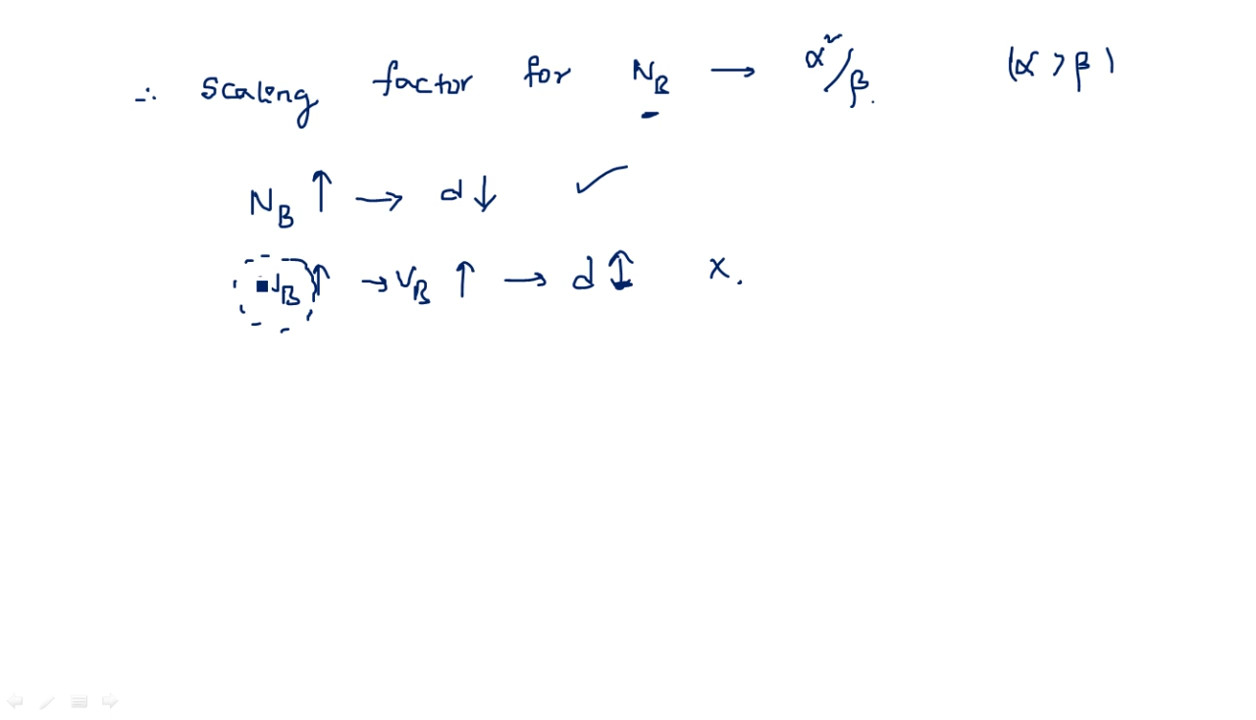 ∴ Scaling factor for N_B → α²/β. (α > β)
N_B ↑ → d ↓ ✓
N_B ↑ → V_B ↑ → d ↑ x.